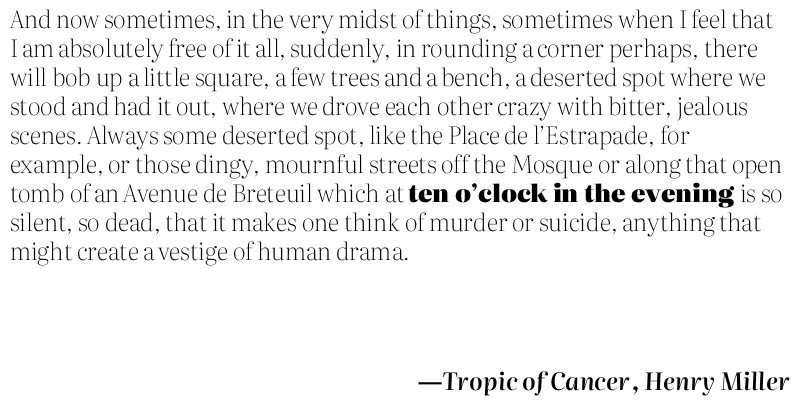 And now sometimes, in the very midst of things, sometimes when I feel that
I am absolutely free of it all, suddenly, in rounding a corner perhaps, there
will bob up a little square, a few trees and a bench, a deserted spot where we
stood and had it out, where we drove each other crazy with bitter, jealous
scenes. Always some deserted spot, like the Place de l’Estrapade, for
example, or those dingy, mournful streets off the Mosque or along that open
tomb of an Avenue de Breteuil which at ten o’clock in the evening is so
silent, so dead, that it makes one think of murder or suicide, anything that
might create a vestige of human drama.
—Tropic of Cancer, Henry Miller